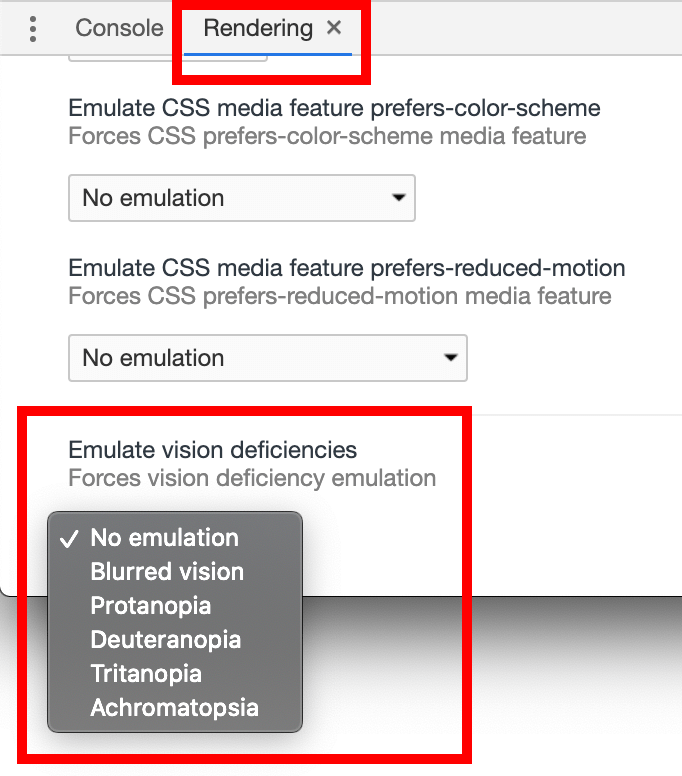 Console
Rendering
Emulate CSS media feature prefers-color-scheme
Forces CSS prefers-color-scheme media feature
No emulation
Emulate CSS media feature prefers-reduced-motion
Forces CSS prefers-reduced-motion media feature
No emulation
Emulate vision deficiencies
Forces vision deficiency emulation
No emulation
Blurred vision
Protanopia
Deuteranopia
Tritanopia
Achromatopsia